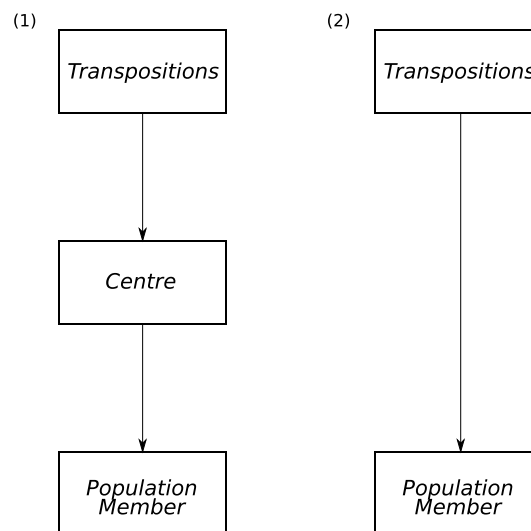 (1)
Transpositions
Centre
Population
Member
(2)
Transpositions
Population
Member